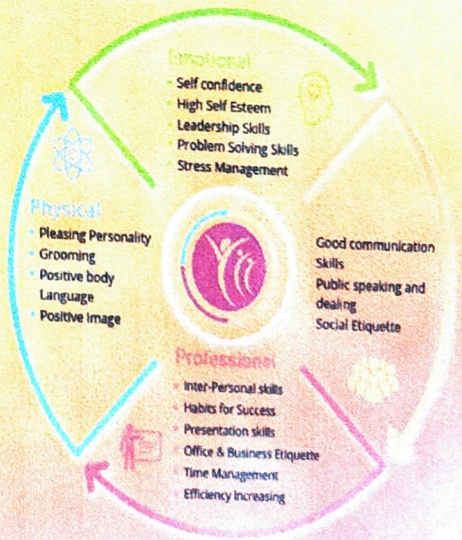 Emotional
Self confidence
High Self Esteem
Leadership Skills
Problem Solving Skills
Stress Management
Physical
Pleasing Personality
Grooming
Positive body
Language
Positive Image
Good communication
Skills
Public speaking and
dealing
Social Etiquette
Professional
Inter-Personal skills
Habits for Success
Presentation skills
Office & Business Etiquette
Time Management
Efficiency Increasing